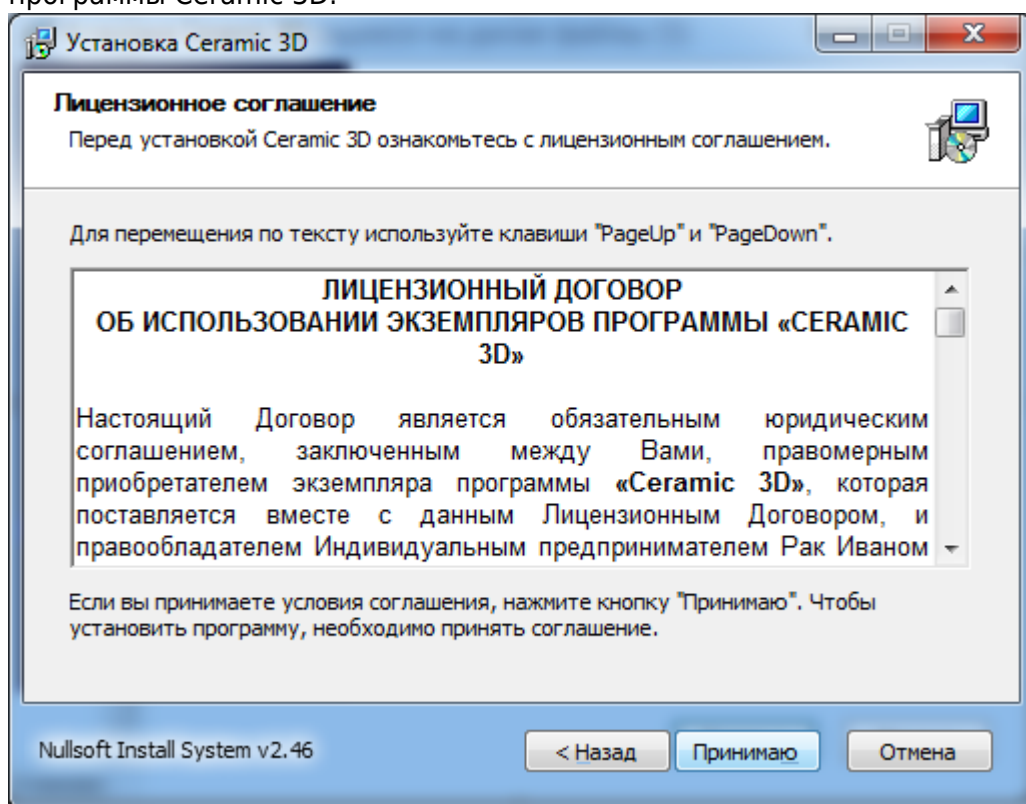 программы Ceramic 3D.
Установка Ceramic 3D
Лицензионное соглашение
Перед установкой Ceramic 3D ознакомьтесь с лицензионным соглашением.
Для перемещения по тексту используйте клавиши "PageUp" и "PageDown".
ЛИЦЕНЗИОННЫЙ ДОГОВОР
ОБ ИСПОЛЬЗОВАНИИ ЭКЗЕМПЛЯРОВ ПРОГРАММЫ «CERAMIC
3D»
Настоящий Договор является обязательным юридическим
соглашением, заключенным между Вами, правомерным
приобретателем экземпляра программы «Ceramic 3D», которая
поставляется вместе с данным Лицензионным Договором, и
правообладателем Индивидуальным предпринимателем Рак Иваном
Если вы принимаете условия соглашения, нажмите кнопку "Принимаю". Чтобы
установить программу, необходимо принять соглашение.
Nullsoft Install System v2.46
< Назад
Принимаю
Отмена